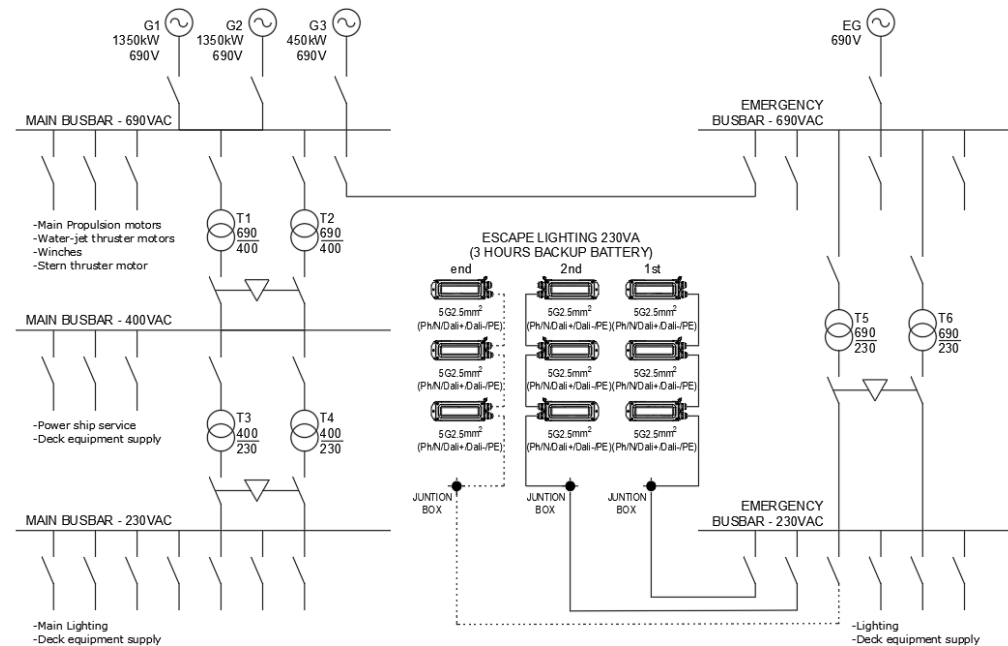 G1
1350kW
690V
G2
1350kW
690V
G3
450kW
690V
EG
690V
MAIN BUSBAR - 690VAC
EMERGENCY
BUSBAR - 690VAC
-Main Propulsion motors
-Water-jet thruster motors
-Winches
-Stern thruster motor
T1
690
400
T2
690
400
ESCAPE LIGHTING 230VA
(3 HOURS BACKUP BATTERY)
end
2nd
1st
5G2.5mm²
(Ph/N/Dali+/Dali-/PE)
5G2.5mm²
(Ph/N/Dali+/Dali-/PE)
5G2.5mm²
(Ph/N/Dali+/Dali-/PE)
MAIN BUSBAR - 400VAC
T5
690
230
T6
690
230
5G2.5mm²
(Ph/N/Dali+/Dali-/PE)
5G2.5mm²
(Ph/N/Dali+/Dali-/PE)
5G2.5mm²
(Ph/N/Dali+/Dali-/PE)
-Power ship service
-Deck equipment supply
T3
400
230
T4
400
230
5G2.5mm²
(Ph/N/Dali+/Dali-/PE)
5G2.5mm²
(Ph/N/Dali+/Dali-/PE)
5G2.5mm²
(Ph/N/Dali+/Dali-/PE)
JUNTION
BOX
JUNTION
BOX
JUNTION
BOX
MAIN BUSBAR - 230VAC
EMERGENCY
BUSBAR - 230VAC
-Main Lighting
-Deck equipment supply
-Lighting
-Deck equipment supply